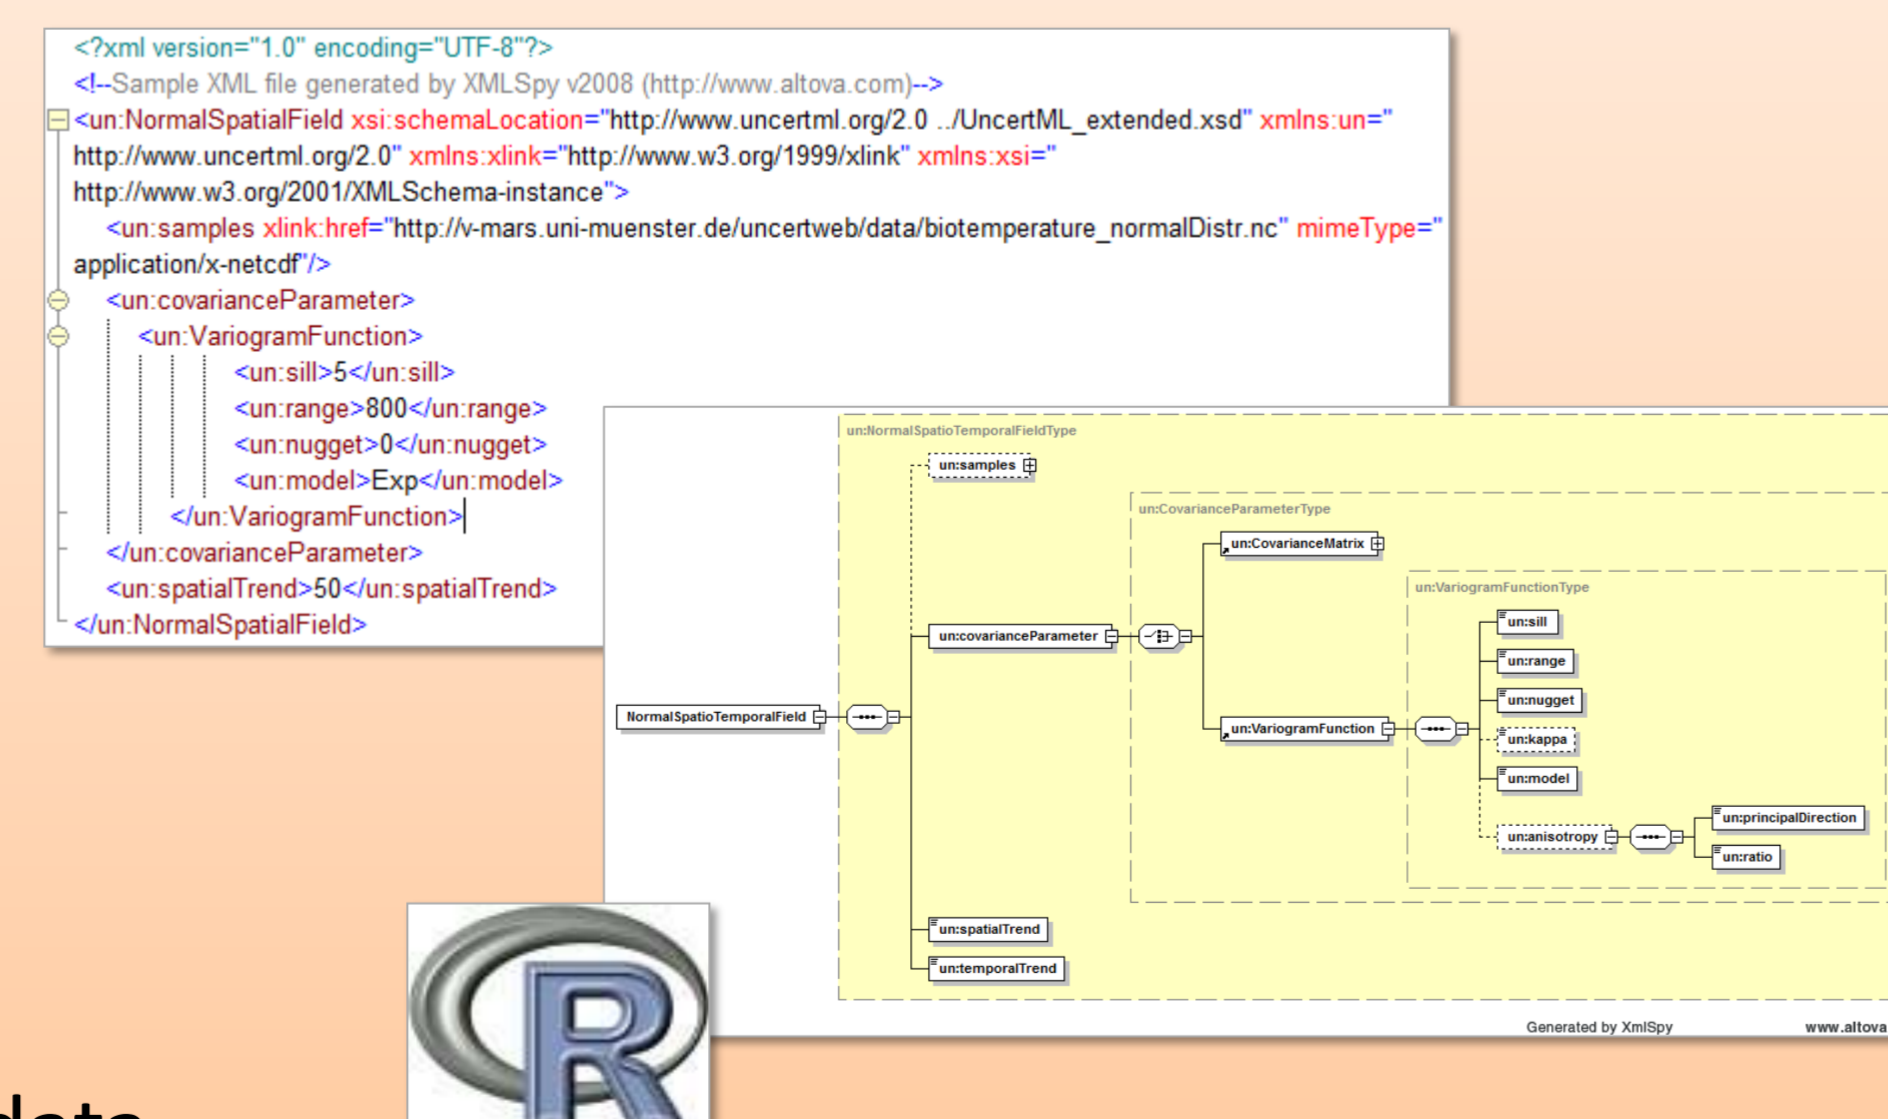 <?xml version="1.0" encoding="UTF-8"?>
<!--Sample XML file generated by XMLSpy v2008 (http://www.altova.com)-->
<un:NormalSpatialField xsi:schemaLocation="http://www.uncertml.org/2.0 ../UncertML_extended.xsd" xmlns:un="
http://www.uncertml.org/2.0" xmlns:xlink="http://www.w3.org/1999/xlink" xmlns:xsi="
http://www.w3.org/2001/XMLSchema-instance">
<un:samples xlink:href="http://v-mars.uni-muenster.de/uncertweb/data/biotemperature_normalDistr.nc" mimeType="
application/x-netcdf"/>
<un:covarianceParameter>
<un:VariogramFunction>
<un:sill>5</un:sill>
<un:range>800</un:range>
<un:nugget>0</un:nugget>
<un:model>Exp</un:model>
</un:VariogramFunction>
</un:covarianceParameter>
<un:spatialTrend>50</un:spatialTrend>
</un:NormalSpatialField>
un:NormalSpatioTemporalFieldType
un:samples
un:CovarianceParameterType
un:CovarianceMatrix
un:VariogramFunctionType
un:sill
un:covarianceParameter
un:range
un:nugget
NormalSpatioTemporalField
un:VariogramFunction
un:kappa
un:model
un:principalDirection
un:anisotropy
un:ratio
un:spatialTrend
un:temporalTrend
Generated by XmlSpy
www.altova
R